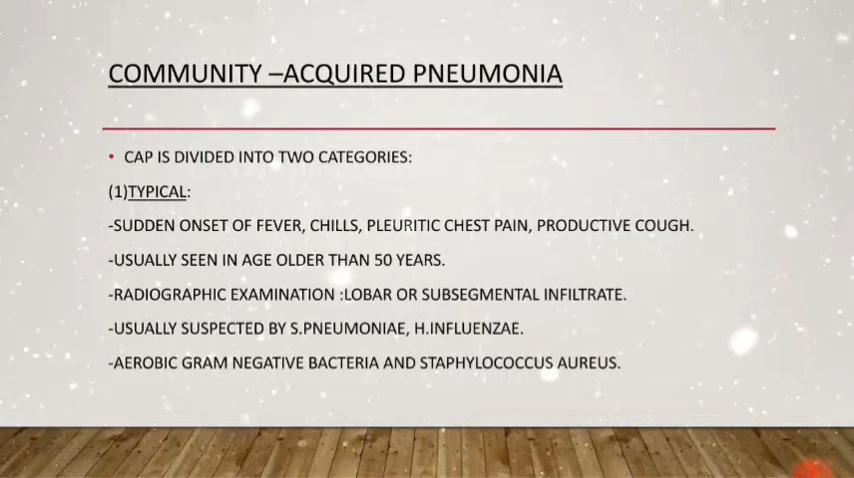 COMMUNITY –ACQUIRED PNEUMONIA
• CAP IS DIVIDED INTO TWO CATEGORIES:
(1)TYPICAL:
-SUDDEN ONSET OF FEVER, CHILLS, PLEURITIC CHEST PAIN, PRODUCTIVE COUGH.
-USUALLY SEEN IN AGE OLDER THAN 50 YEARS.
-RADIOGRAPHIC EXAMINATION :LOBAR OR SUBSEGMENTAL INFILTRATE.
-USUALLY SUSPECTED BY S.PNEUMONIAE, H.INFLUENZAE.
-AEROBIC GRAM NEGATIVE BACTERIA AND STAPHYLOCOCCUS AUREUS.